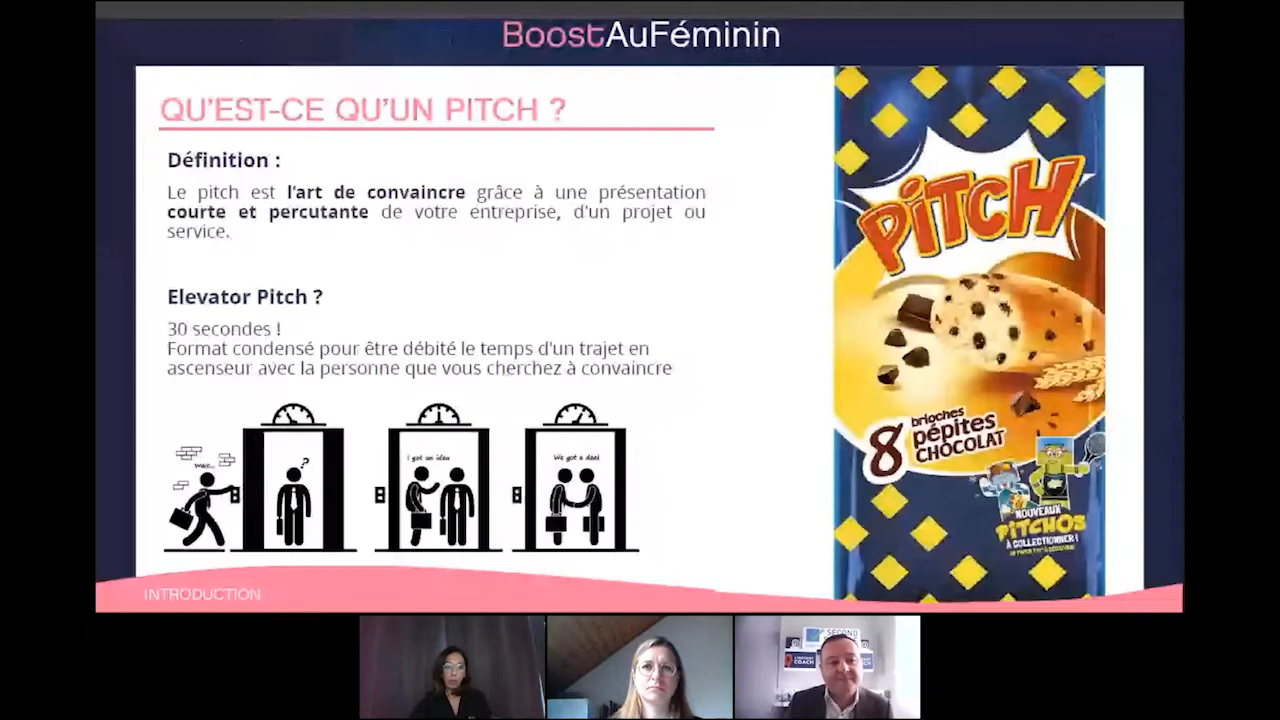 BoostAuFéminin
QU'EST-CE QU'UN PITCH ?
Définition :
Le pitch est l'art de convaincre grâce à une présentation
courte et percutante de votre entreprise, d'un projet ou
service.
Elevator Pitch ?
30 secondes !
Format condensé pour être débité le temps d'un trajet en
ascenseur avec la personne que vous cherchez à convaincre
Wait...
?
I got an idea
We got a deal
PiTCH
8 brioches
pépites
CHOCOLAT
NOUVEAUX
PiTCHOS
À COLLECTIONNER !
INTRODUCTION
SECOND
COACH